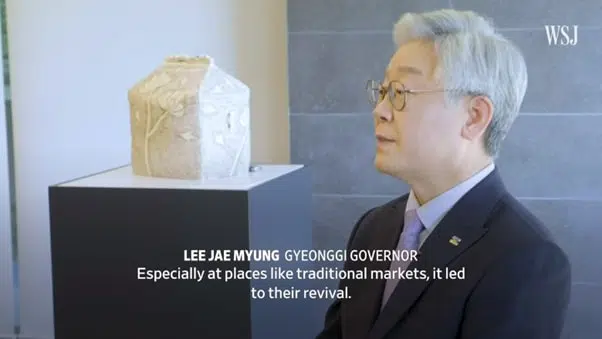 WSJ
LEE JAE MYUNG GYEONGGI GOVERNOR
Especially at places like traditional markets, it led
to their revival.